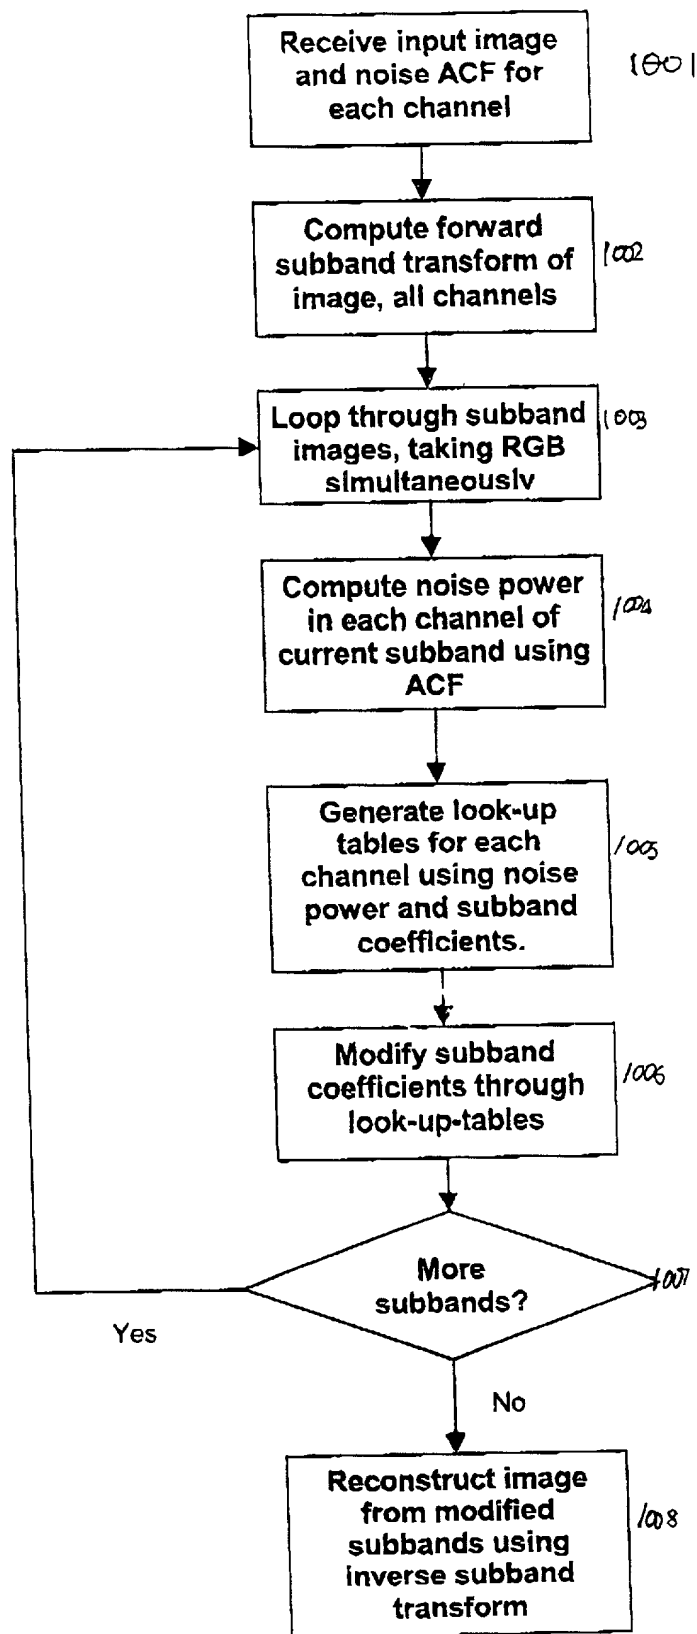 Receive input image
and noise ACF for
each channel
1001
Compute forward
subband transform of
image, all channels
1002
Loop through subband
images, taking RGB
simultaneously
1003
Compute noise power
in each channel of
current subband using
ACF
1004
Generate look-up
tables for each
channel using noise
power and subband
coefficients.
1005
Modify subband
coefficients through
look-up-tables
1006
More
subbands?
1007
Yes
No
Reconstruct image
from modified
subbands using
inverse subband
transform
1008